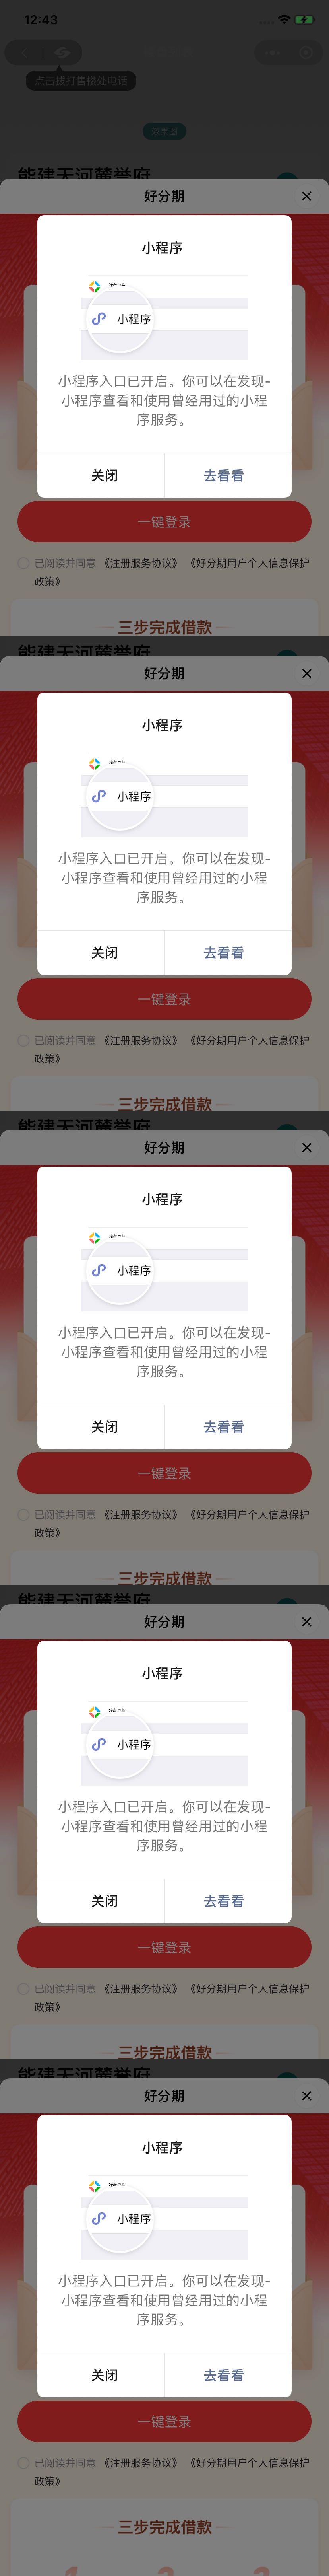 12:43
点击拨打售楼处电话
效果图
能建天河麓誉府
好分期
小程序
小程序
小程序入口已开启。你可以在发现-
小程序查看和使用曾经用过的小程
序服务。
关闭
去看看
一键登录
已阅读并同意 《注册服务协议》 《好分期用户个人信息保护
政策》
三步完成借款
能建天河麓誉府
好分期
小程序
小程序
小程序入口已开启。你可以在发现-
小程序查看和使用曾经用过的小程
序服务。
关闭
去看看
一键登录
已阅读并同意 《注册服务协议》 《好分期用户个人信息保护
政策》
三步完成借款
能建天河麓誉府
好分期
小程序
小程序
小程序入口已开启。你可以在发现-
小程序查看和使用曾经用过的小程
序服务。
关闭
去看看
一键登录
已阅读并同意 《注册服务协议》 《好分期用户个人信息保护
政策》
三步完成借款
能建天河麓誉府
好分期
小程序
小程序
小程序入口已开启。你可以在发现-
小程序查看和使用曾经用过的小程
序服务。
关闭
去看看
一键登录
已阅读并同意 《注册服务协议》 《好分期用户个人信息保护
政策》
三步完成借款
能建天河麓誉府
好分期
小程序
小程序
小程序入口已开启。你可以在发现-
小程序查看和使用曾经用过的小程
序服务。
关闭
去看看
一键登录
已阅读并同意 《注册服务协议》 《好分期用户个人信息保护
政策》
三步完成借款